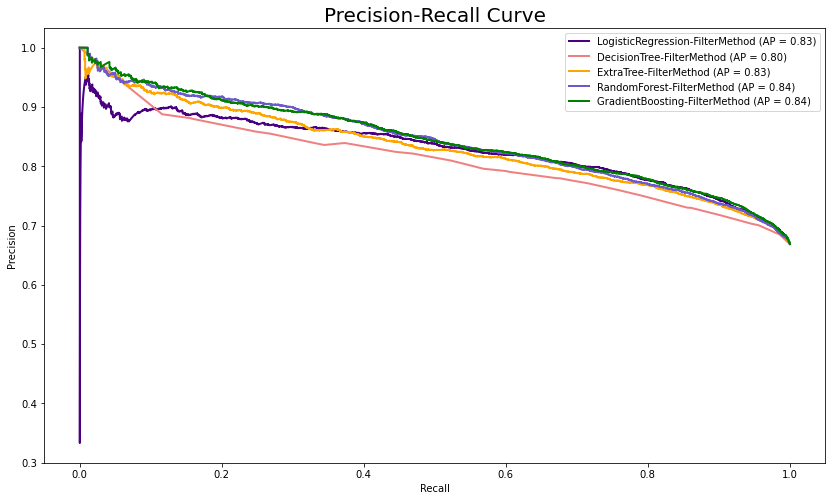 Precision-Recall Curve
LogisticRegression-FilterMethod (AP = 0.83)
DecisionTree-FilterMethod (AP = 0.80)
ExtraTree-FilterMethod (AP = 0.83)
RandomForest-FilterMethod (AP = 0.84)
GradientBoosting-FilterMethod (AP = 0.84)
1.0
0.9
0.8
0.7
0.6
0.5
0.4
0.3
Precision
0.0 0.2 0.4 0.6 0.8 1.0
Recall